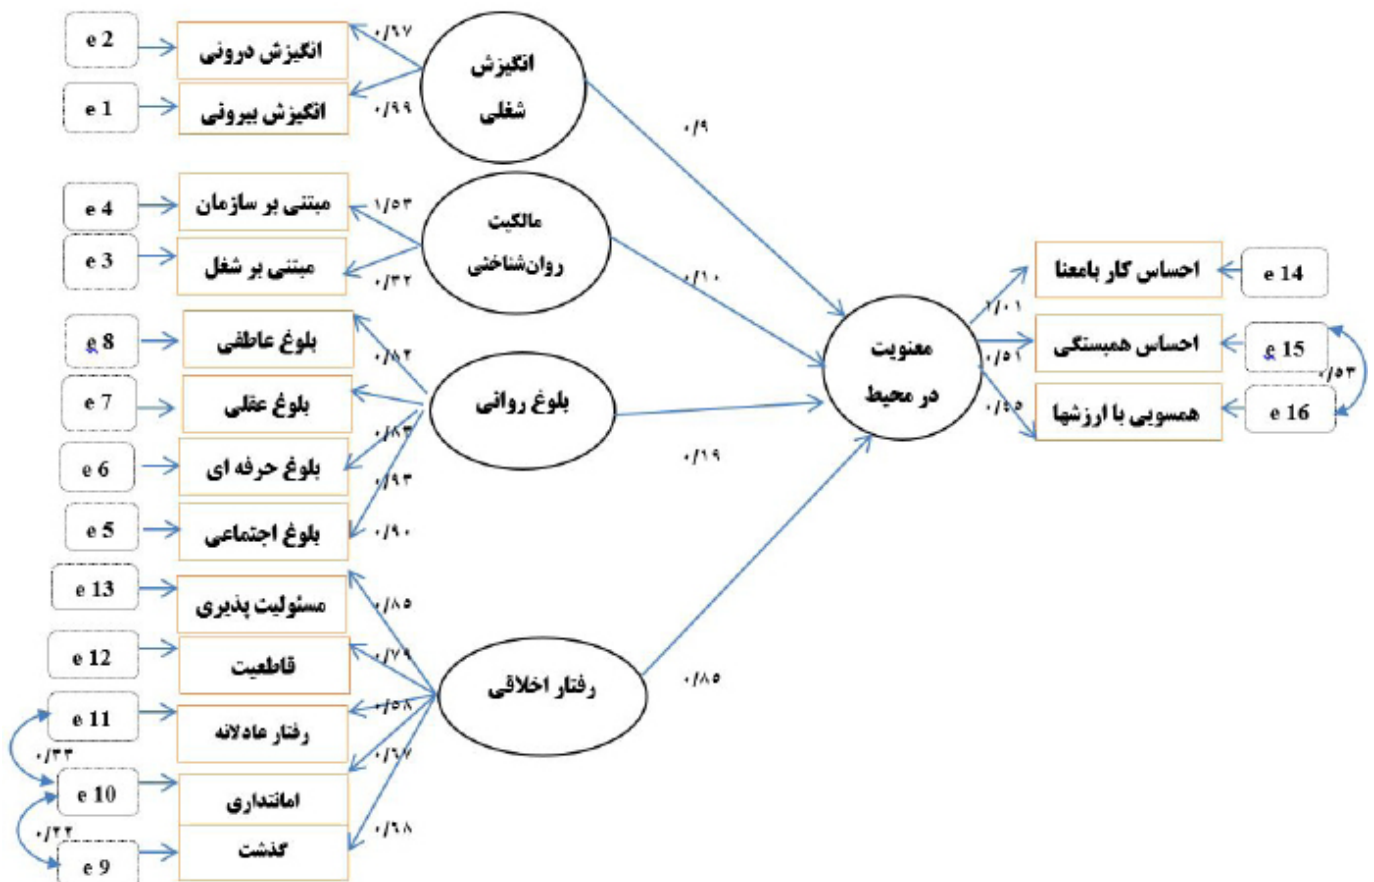 e 2
انگیزش درونی
۰/۶۷
انگیزش
شغلی
e 1
انگیزش بیرونی
۰/۹۹
۰/۹
e 4
مبتنی بر سازمان
۱/۵۳
مالکیت
روان‌شناختی
e 3
مبتنی بر شغل
۰/۳۲
۰/۱۰
e 8
بلوغ عاطفی
۰/۸۲
e 7
بلوغ عقلی
۰/۸۳
بلوغ روانی
e 6
بلوغ حرفه ای
۰/۹۳
۰/۱۹
e 5
بلوغ اجتماعی
۰/۹۰
e 13
مسئولیت پذیری
۰/۸۵
e 12
قاطعیت
۰/۷۹
رفتار اخلاقی
۰/۸۵
e 11
رفتار عادلانه
۰/۵۸
۰/۳۳
e 10
امانتداری
۰/۶۷
۰/۲۲
e 9
گذشت
۰/۶۸
معنویت
در محیط
احساس کار بامعنا
e 14
۱/۰۱
احساس همبستگی
e 15
۰/۵۱
۰/۵۳
همسویی با ارزشها
e 16